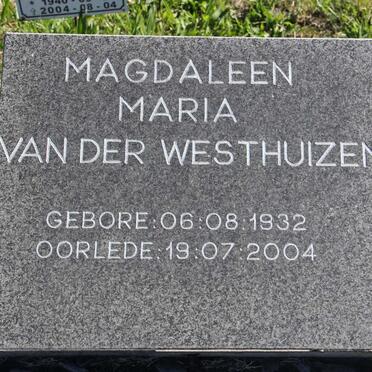 2004-08-04
MAGDALEEN
MARIA
VAN DER WESTHUIZEN
GEBORE:06:08:1932
OORLEDE:19:07:2004